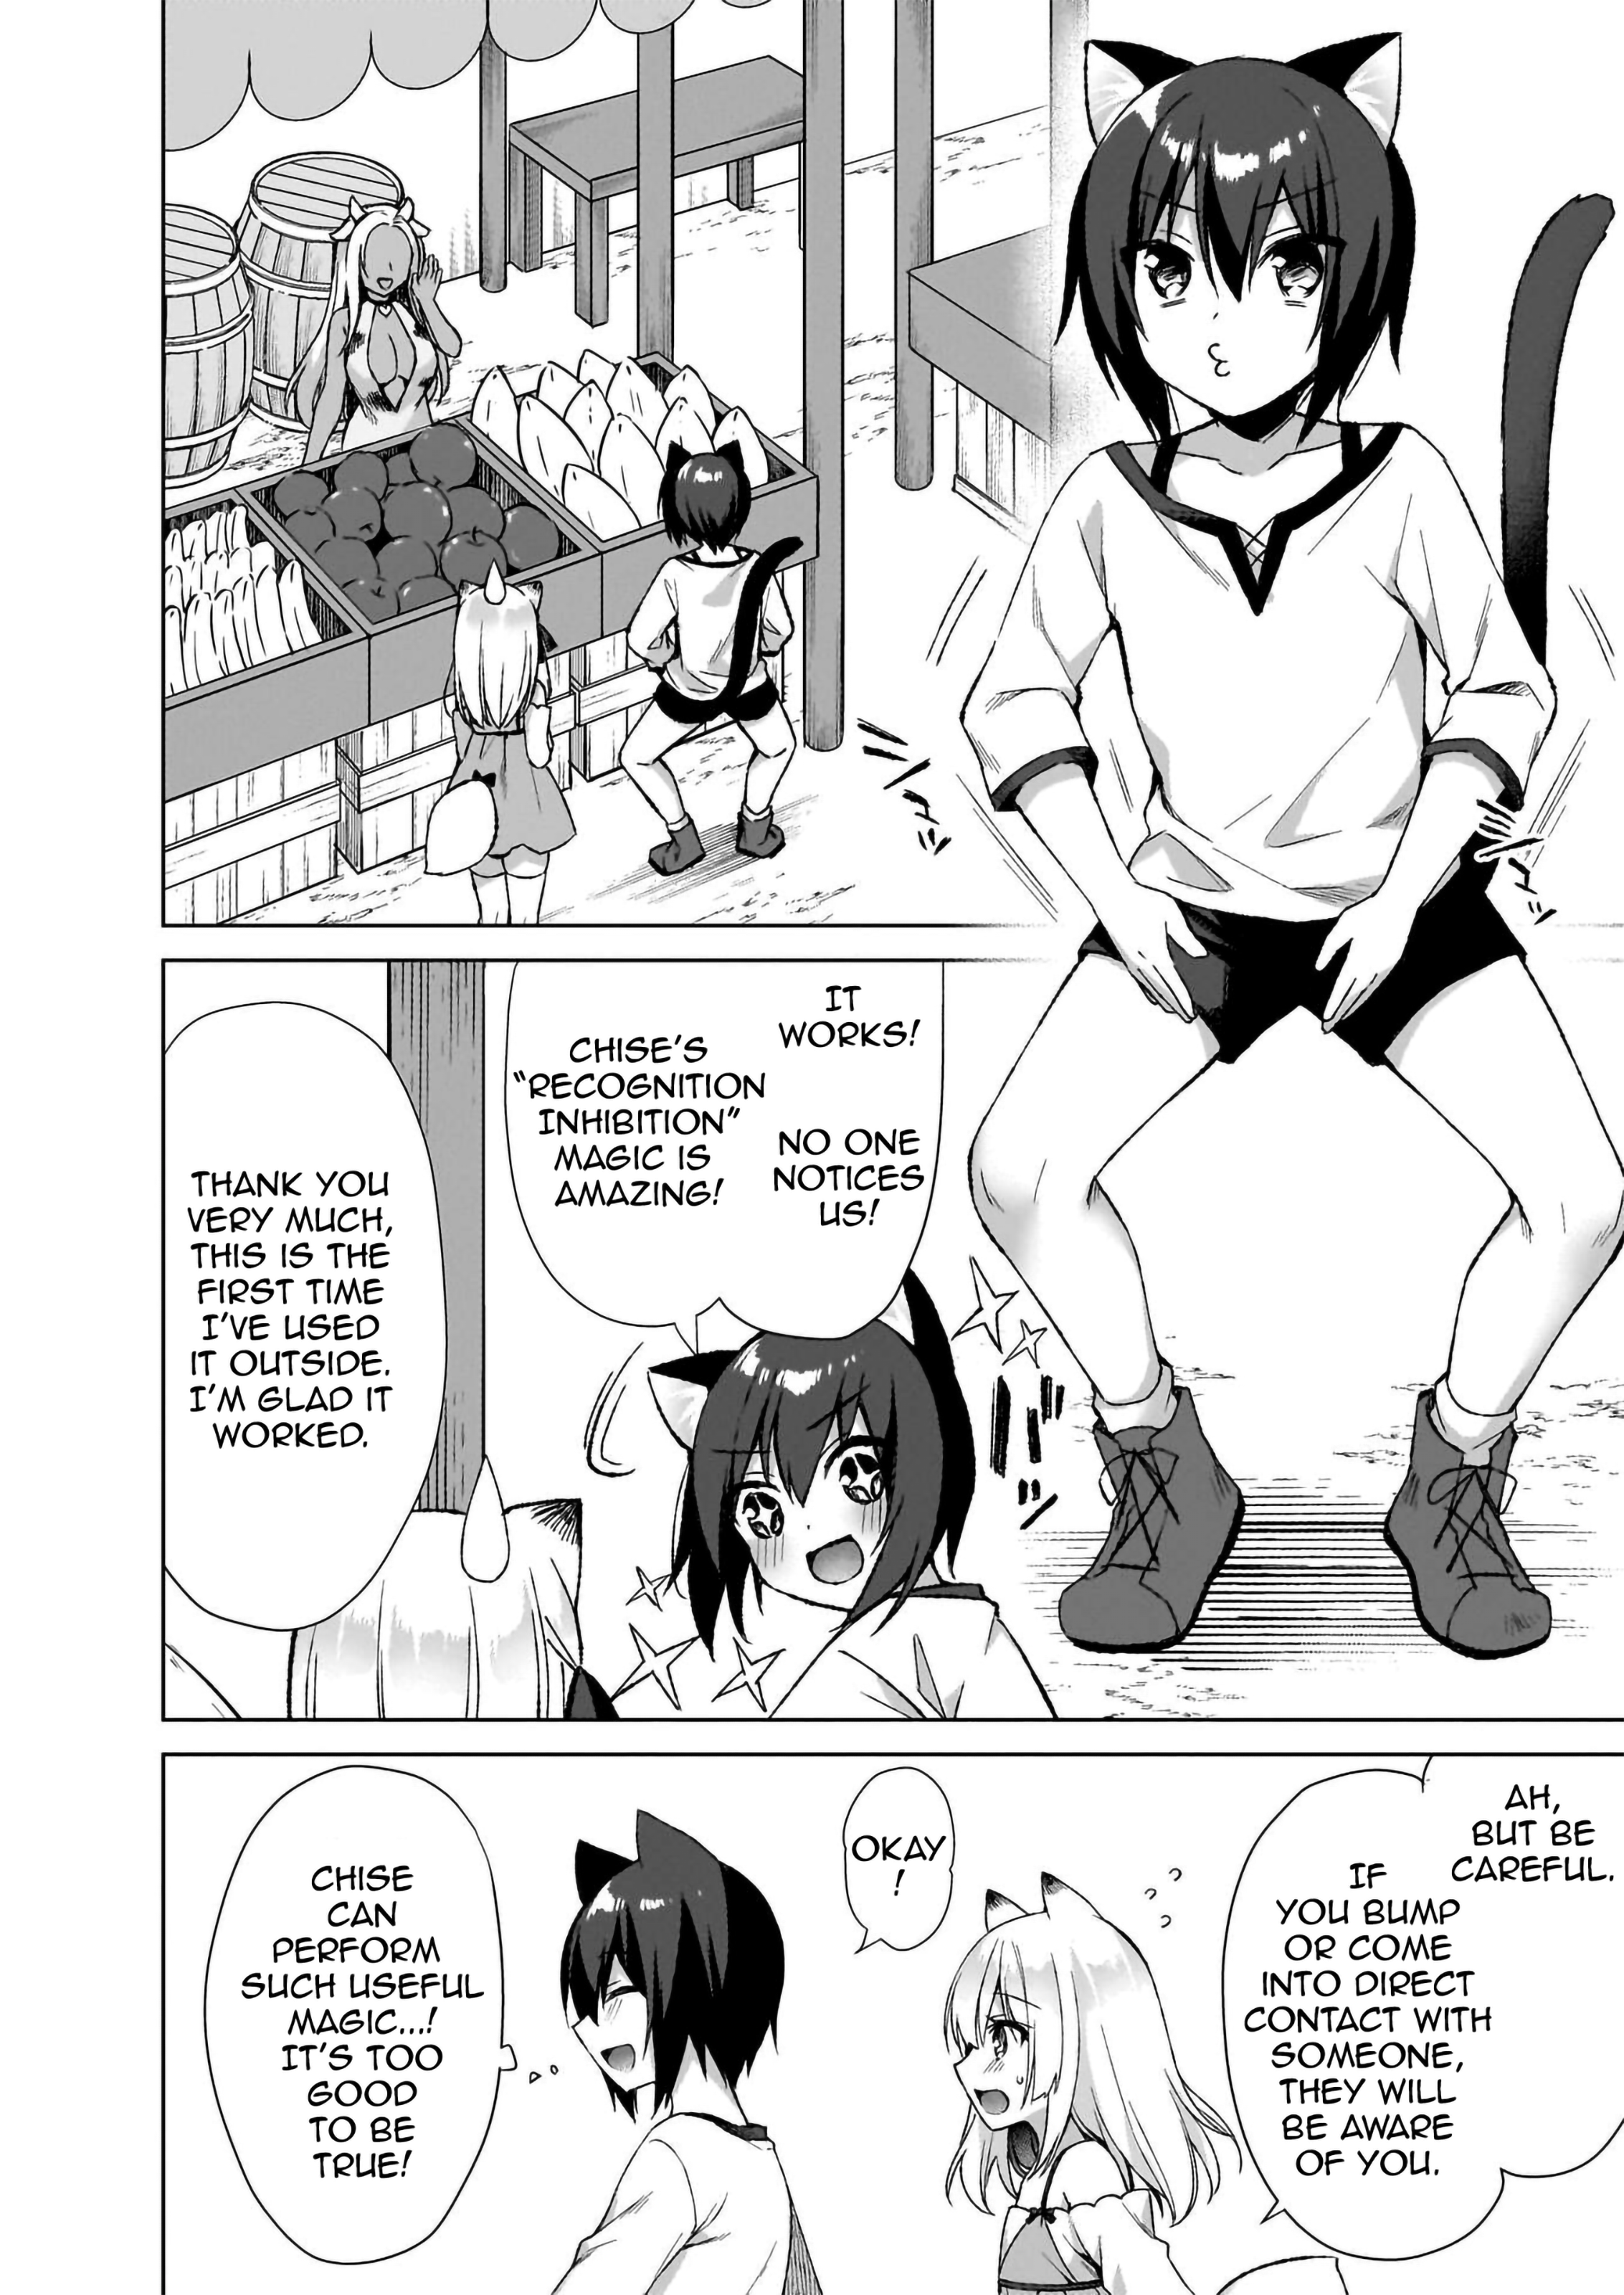 IT
WORKS!
NO ONE
NOTICES
US!
CHISE'S
"RECOGNITION
INHIBITION"
MAGIC IS
AMAZING!
THANK YOU
VERY MUCH,
THIS IS THE
FIRST TIME
I'VE USED
IT OUTSIDE.
I'M GLAD IT
WORKED.
AH,
BUT BE
CAREFUL.
IF
YOU BUMP
OR COME
INTO DIRECT
CONTACT WITH
SOMEONE,
THEY WILL
BE AWARE
OF YOU.
OKAY
!
CHISE
CAN
PERFORM
SUCH USEFUL
MAGIC...!
IT'S TOO
GOOD
TO BE
TRUE!